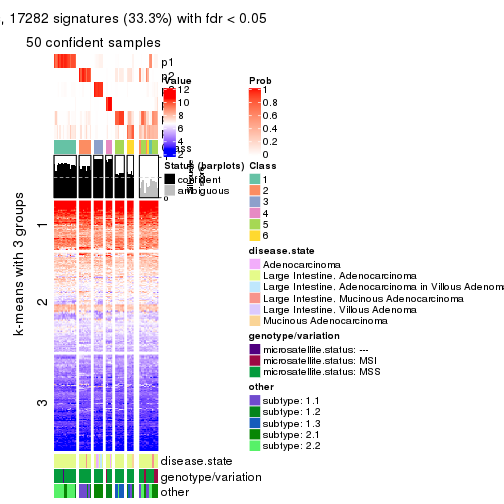 , 17282 signatures (33.3%) with fdr < 0.05
50 confident samples
p1
p2
Value
12
10
8
6
4
2
Prob
1
0.8
0.6
0.4
0.2
0
Status (barplots)
confident
ambiguous
Class
1
2
3
4
5
6
k-means with 3 groups
1
2
3
disease.state
Adenocarcinoma
Large Intestine. Adenocarcinoma
Large Intestine. Adenocarcinoma in Villous Adenom
Large Intestine. Mucinous Adenocarcinoma
Large Intestine. Villous Adenoma
Mucinous Adenocarcinoma
genotype/variation
microsatellite.status: ---
microsatellite.status: MSI
microsatellite.status: MSS
other
subtype: 1.1
subtype: 1.2
subtype: 1.3
subtype: 2.1
subtype: 2.2
disease.state
genotype/variation
other